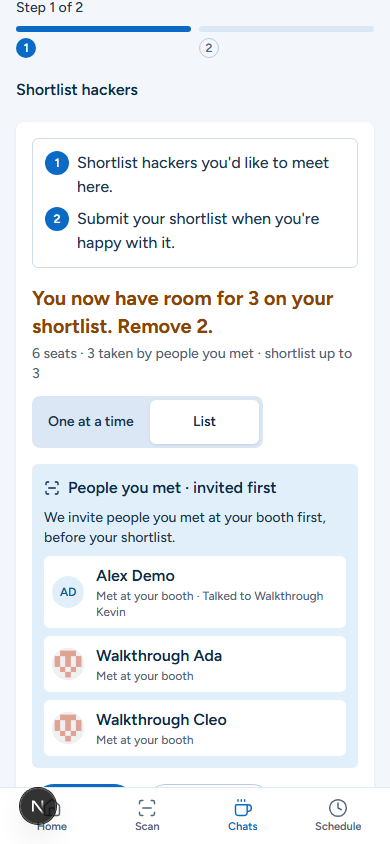 Step 1 of 2
1
2
Shortlist hackers
1 Shortlist hackers you'd like to meet
here.
2 Submit your shortlist when you're
happy with it.
You now have room for 3 on your
shortlist. Remove 2.
6 seats · 3 taken by people you met · shortlist up to
3
One at a time
List
People you met · invited first
We invite people you met at your booth first,
before your shortlist.
AD
Alex Demo
Met at your booth · Talked to Walkthrough
Kevin
Walkthrough Ada
Met at your booth
Walkthrough Cleo
Met at your booth
N
Home
Scan
Chats
Schedule